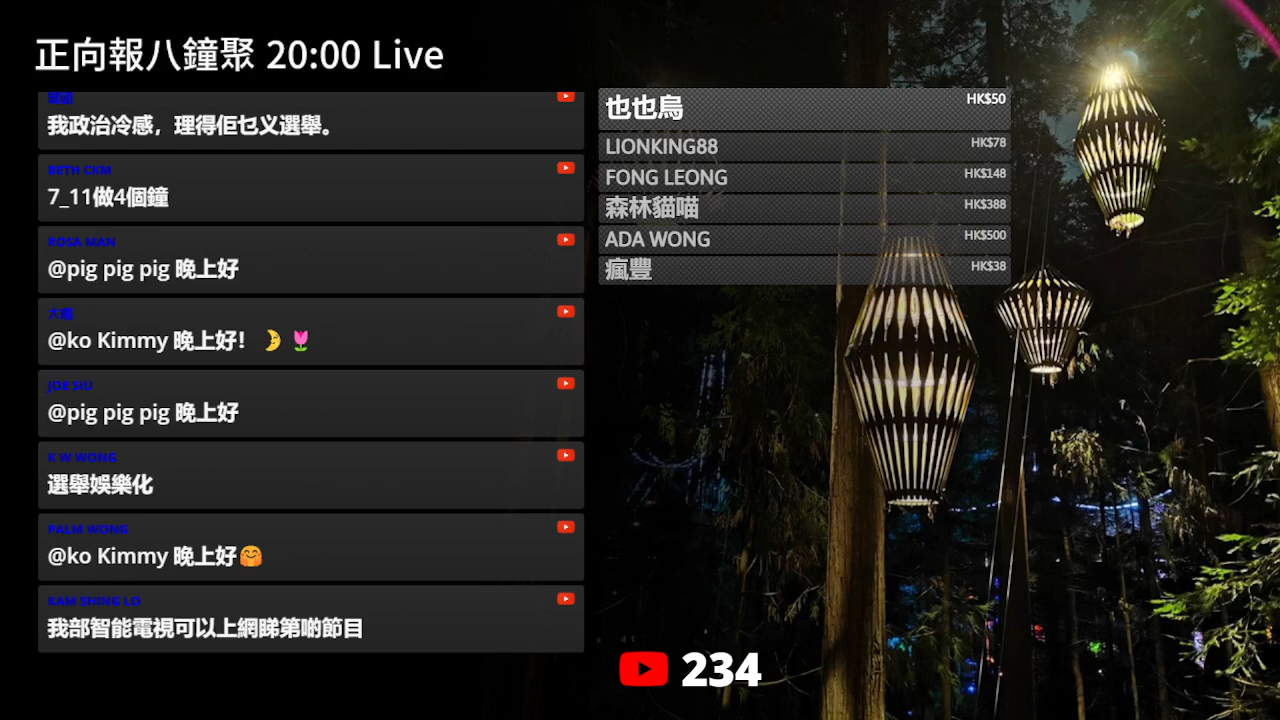 正向報八鐘聚 20:00 Live
我政治冷感，理得佢乜义選舉。
BETH CKM
7_11做4個鐘
ROSA MAN
@pig pig pig 晚上好
@ko Kimmy 晚上好！ 🌛🌷
JOE SIU
@pig pig pig 晚上好
K W WONG
選舉娛樂化
PALM WONG
@ko Kimmy 晚上好🤗
KAM SHING LO
我部智能電視可以上網睇第啲節目
也也烏 HK$50
LIONKING88 HK$78
FONG LEONG HK$148
森林貓喵 HK$388
ADA WONG HK$500
瘋豐 HK$38
234